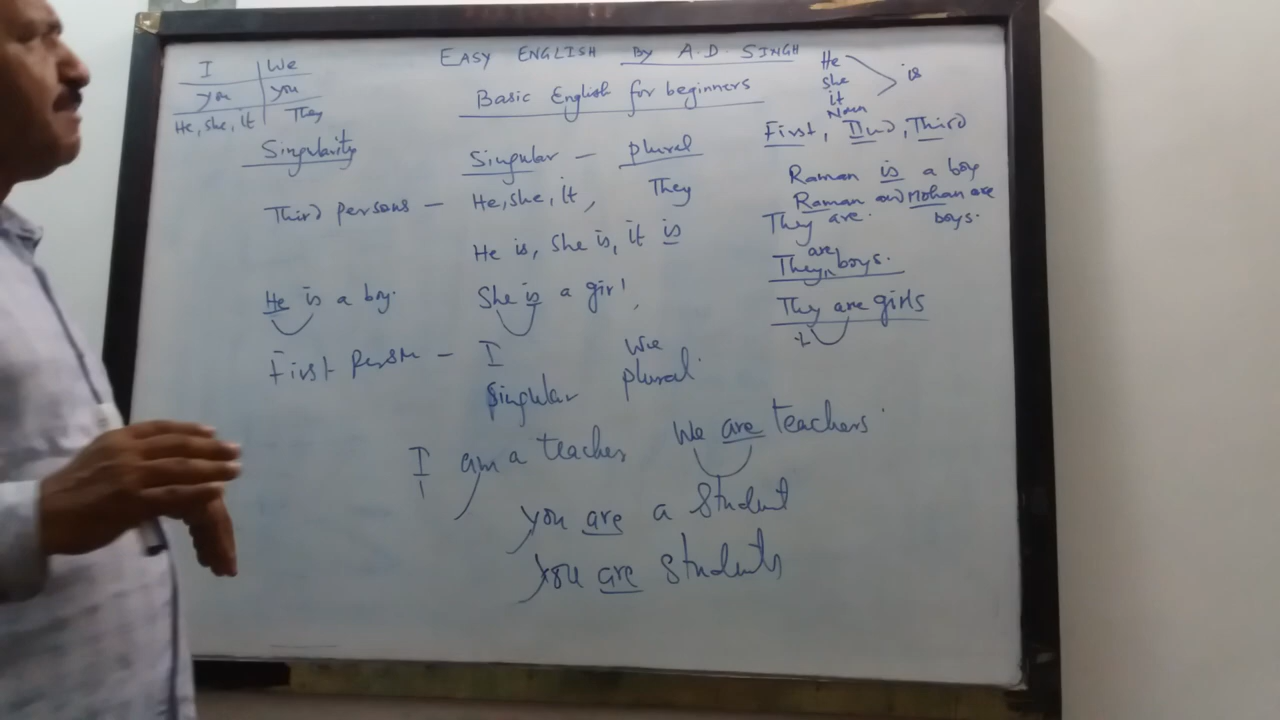 EASY ENGLISH BY A.D SINGH
Basic English for beginners
I We
you you
He, she, it They
He
she
it
Noun
is
Singularity
Singular - plural
First, IInd, Third
Third persons - He, she, it, They
He is, she is, it is
Raman is a boy
Raman and Mohan are
boys.
They are.
They are boys.
They are girls
He is a boy.
She is a girl,
First Person - I We
Singular plural.
I am a teacher We are teachers.
1
you are a Student
You are Students